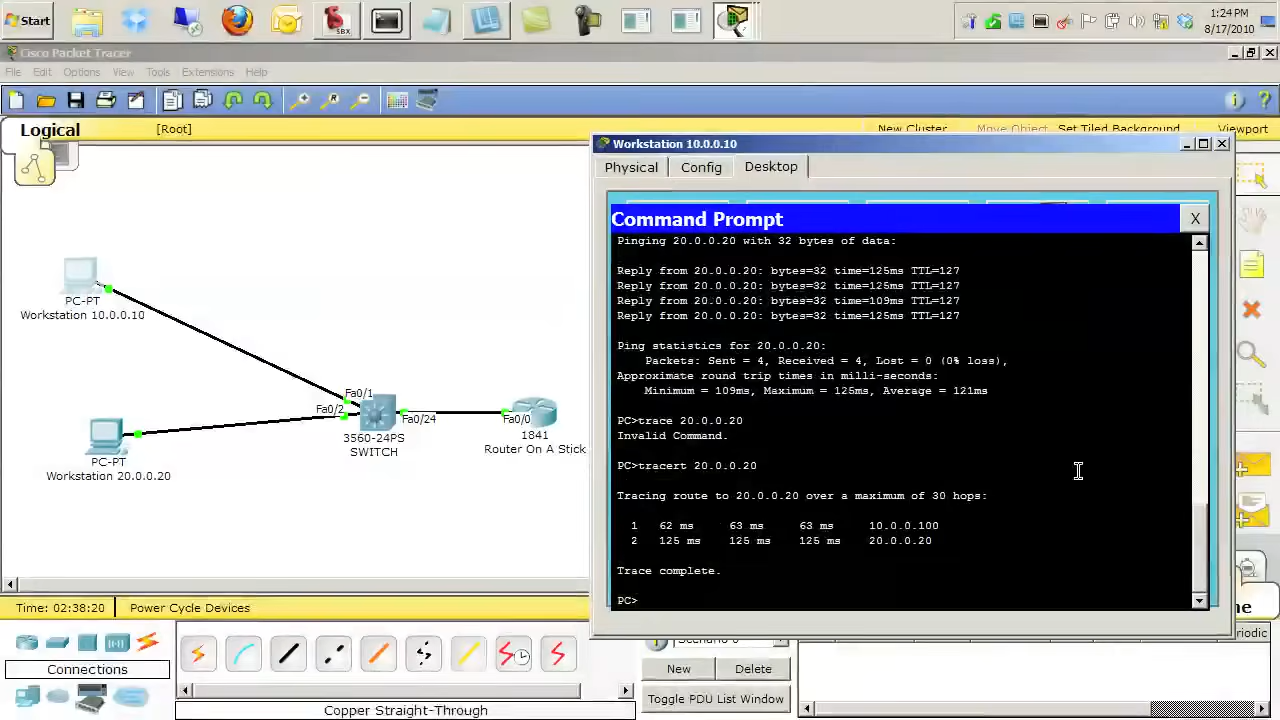 Start
SBX
1:24 PM
8/17/2010
Cisco Packet Tracer
File Edit Options View Tools Extensions Help
Logical
[Root]
New Cluster
Move Object
Set Tiled Background
Viewport
Workstation 10.0.0.10
Physical
Config
Desktop
Command Prompt
X
Pinging 20.0.0.20 with 32 bytes of data:
Reply from 20.0.0.20: bytes=32 time=125ms TTL=127
Reply from 20.0.0.20: bytes=32 time=125ms TTL=127
Reply from 20.0.0.20: bytes=32 time=109ms TTL=127
Reply from 20.0.0.20: bytes=32 time=125ms TTL=127
Ping statistics for 20.0.0.20:
Packets: Sent = 4, Received = 4, Lost = 0 (0% loss),
Approximate round trip times in milli-seconds:
Minimum = 109ms, Maximum = 125ms, Average = 121ms
PC>trace 20.0.0.20
Invalid Command.
PC>tracert 20.0.0.20
Tracing route to 20.0.0.20 over a maximum of 30 hops:
1 62 ms 63 ms 63 ms 10.0.0.100
2 125 ms 125 ms 125 ms 20.0.0.20
Trace complete.
PC>
PC-PT
Workstation 10.0.0.10
Fa0/1
Fa0/2
Fa0/24
Fa0/0
3560-24PS
SWITCH
1841
Router On A Stick
PC-PT
Workstation 20.0.0.20
Time: 02:38:20
Power Cycle Devices
Connections
Copper Straight-Through
Scenario 0
New
Delete
Toggle PDU List Window